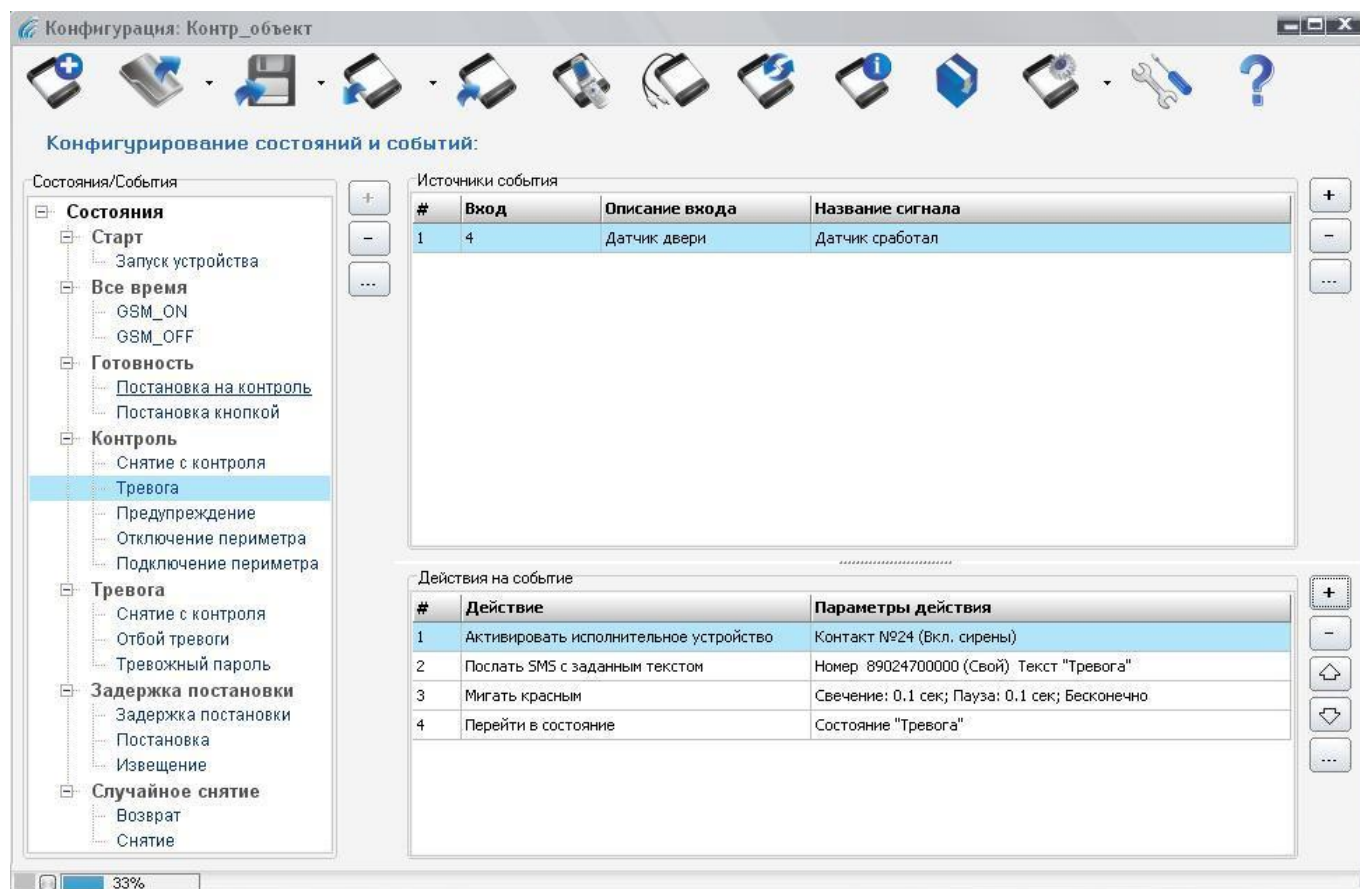 Конфигурация: Контр_объект
Конфигурирование состояний и событий:
Состояния/События
Состояния
Старт
Запуск устройства
Все время
GSM_ON
GSM_OFF
Готовность
Постановка на контроль
Постановка кнопкой
Контроль
Снятие с контроля
Тревога
Предупреждение
Отключение периметра
Подключение периметра
Тревога
Снятие с контроля
Отбой тревоги
Тревожный пароль
Задержка постановки
Задержка постановки
Постановка
Извещение
Случайное снятие
Возврат
Снятие
+
-
...
Источники события
# Вход Описание входа Название сигнала
1 4 Датчик двери Датчик сработал
+
-
...
Действия на событие
# Действие Параметры действия
1 Активировать исполнительное устройство Контакт №24 (Вкл. сирены)
2 Послать SMS с заданным текстом Номер 89024700000 (Свой) Текст "Тревога"
3 Мигать красным Свечение: 0.1 сек; Пауза: 0.1 сек; Бесконечно
4 Перейти в состояние Состояние "Тревога"
+
-
...
33%